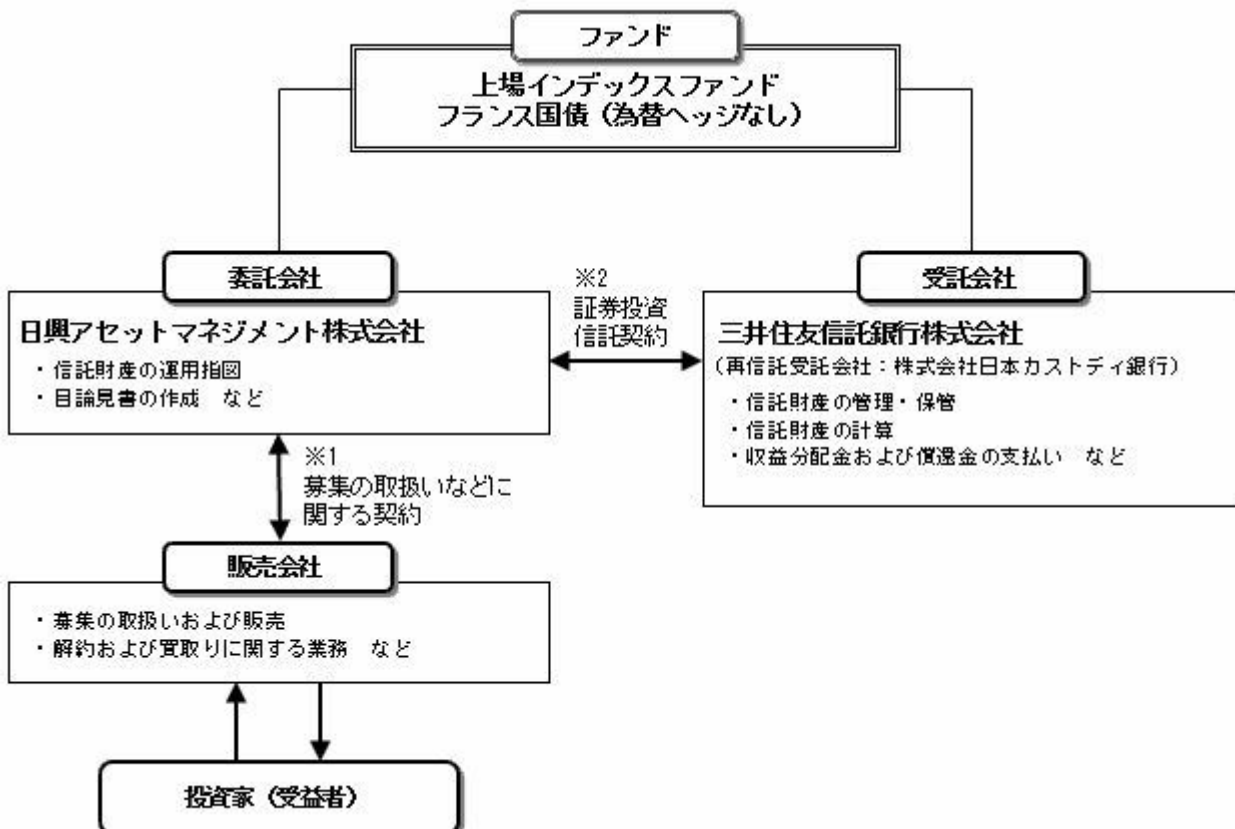 ファンド
上場インデックスファンド
フランス国債（為替ヘッジなし）
委託会社
日興アセットマネジメント株式会社
・信託財産の運用指図
・目論見書の作成　など
※2
証券投資
信託契約
受託会社
三井住友信託銀行株式会社
（再信託受託会社：株式会社日本カストディ銀行）
・信託財産の管理・保管
・信託財産の計算
・収益分配金および償還金の支払い　など
※1
募集の取扱いなどに
関する契約
販売会社
・募集の取扱いおよび販売
・解約および買取りに関する業務　など
投資家（受益者）